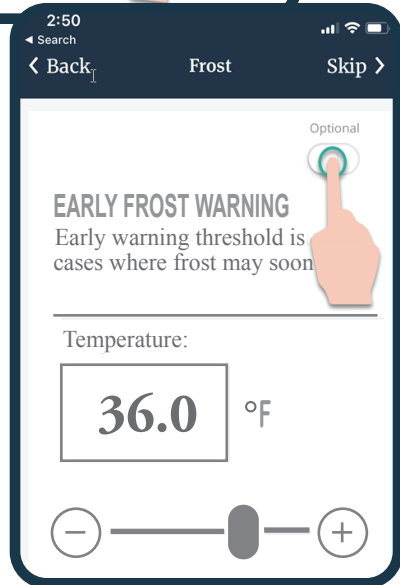 2:50
◂ Search
< Back
Frost
Skip >
Optional
EARLY FROST WARNING
Early warning threshold is
cases where frost may soon
Temperature:
36.0 °F
− +